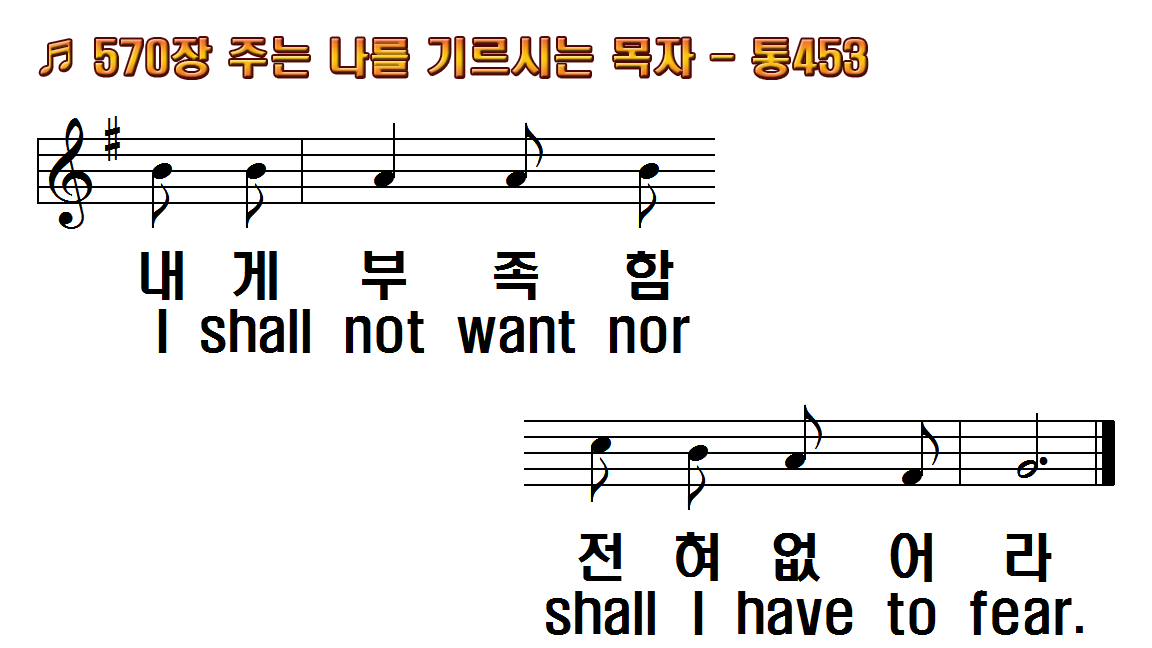 ♬ 570장 주는 나를 기르시는 목자 - 통453
내 게 부 족 함
I shall not want nor
전 혀 없 어 라
shall I have to fear.